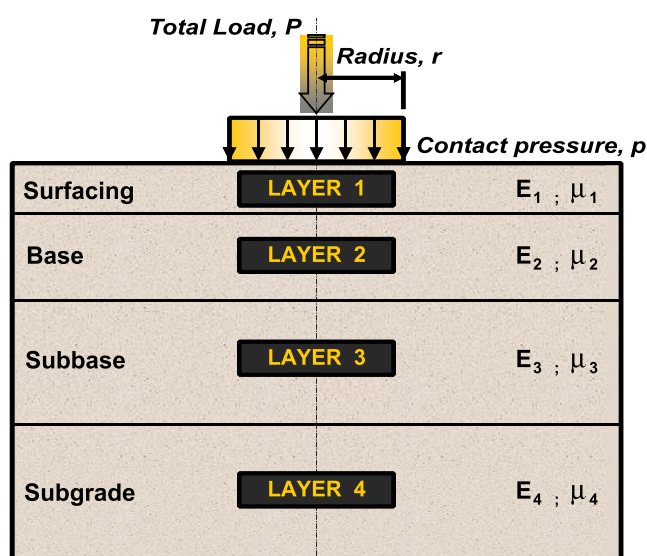 Total Load, P
Radius, r
Contact pressure, p
Surfacing LAYER 1 E1 ; μ1
Base LAYER 2 E2 ; μ2
Subbase LAYER 3 E3 ; μ3
Subgrade LAYER 4 E4 ; μ4